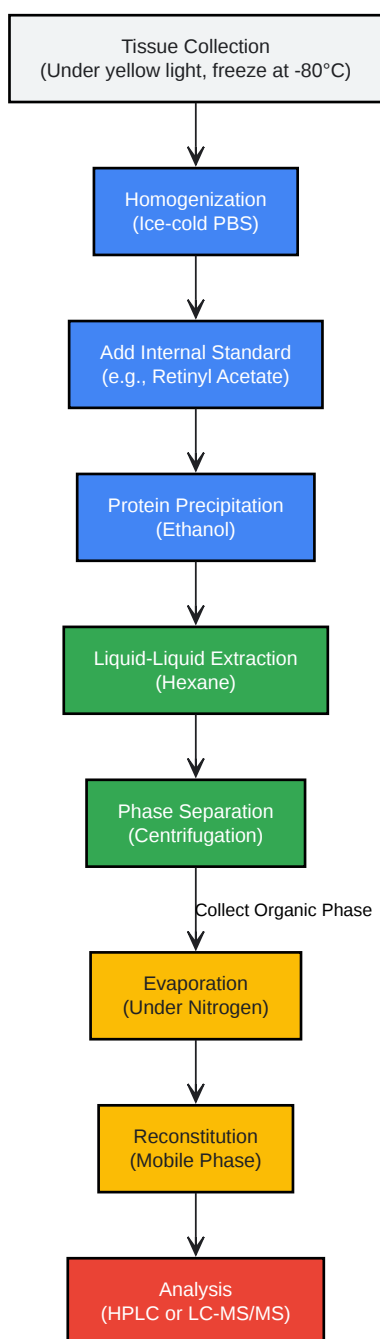 Tissue Collection
(Under yellow light, freeze at -80°C)
Homogenization
(Ice-cold PBS)
Add Internal Standard
(e.g., Retinyl Acetate)
Protein Precipitation
(Ethanol)
Liquid-Liquid Extraction
(Hexane)
Phase Separation
(Centrifugation)
Collect Organic Phase
Evaporation
(Under Nitrogen)
Reconstitution
(Mobile Phase)
Analysis
(HPLC or LC-MS/MS)